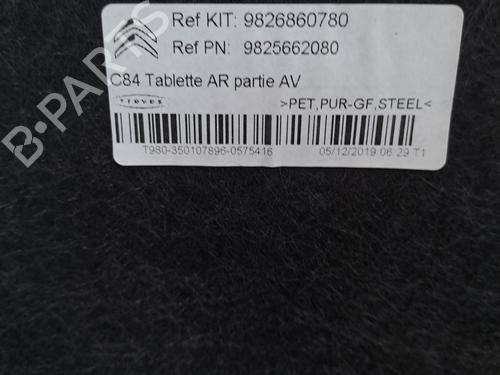 Ref KIT: 9826860780
Ref PN: 9825662080
C84 Tablette AR partie AV
Treves
>PET,PUR-GF,STEEL<
T980-350107896-0575416
05/12/2019 06:29 T1
B-PARTS